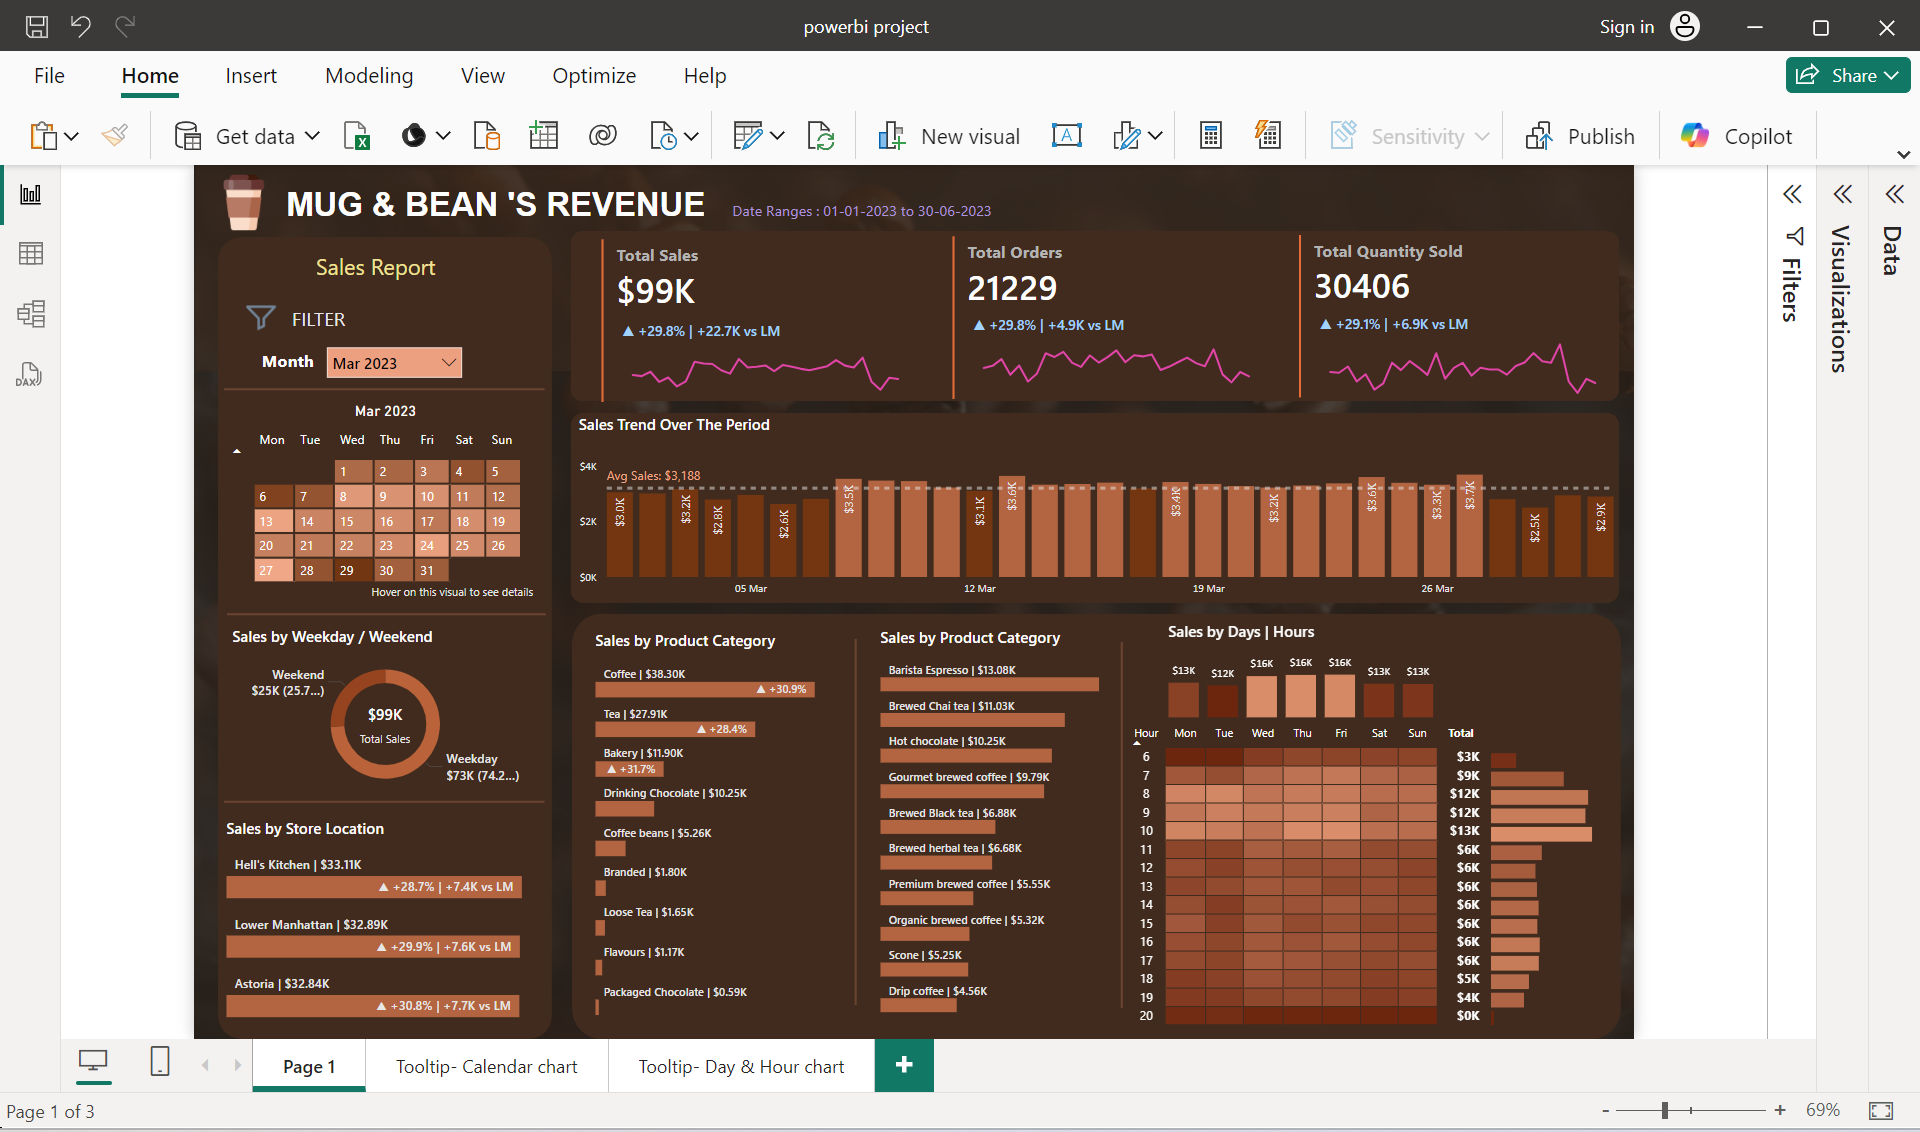 powerbi project
Sign in
File
Home
Insert
Modeling
View
Optimize
Help
Share
Get data
New visual
Sensitivity
Publish
Copilot
MUG & BEAN 'S REVENUE
Date Ranges : 01-01-2023 to 30-06-2023
Sales Report
FILTER
Month
Mar 2023
Mar 2023
Mon Tue Wed Thu Fri Sat Sun
1 2 3 4 5
6 7 8 9 10 11 12
13 14 15 16 17 18 19
20 21 22 23 24 25 26
27 28 29 30 31
Hover on this visual to see details
Sales by Weekday / Weekend
Weekend
$25K (25.7...)
$99K
Total Sales
Weekday
$73K (74.2...)
Sales by Store Location
Hell's Kitchen | $33.11K
▲ +28.7% | +7.4K vs LM
Lower Manhattan | $32.89K
▲ +29.9% | +7.6K vs LM
Astoria | $32.84K
▲ +30.8% | +7.7K vs LM
Total Sales
$99K
▲ +29.8% | +22.7K vs LM
Total Orders
21229
▲ +29.8% | +4.9K vs LM
Total Quantity Sold
30406
▲ +29.1% | +6.9K vs LM
Sales Trend Over The Period
$4K
$2K
$0K
Avg Sales: $3,188
$3.0K
$3.2K
$2.8K
$2.6K
$3.5K
$3.1K
$3.6K
$3.4K
$3.2K
$3.6K
$3.3K
$3.7K
$2.5K
$2.9K
05 Mar
12 Mar
19 Mar
26 Mar
Sales by Product Category
Coffee | $38.30K
▲ +30.9%
Tea | $27.91K
▲ +28.4%
Bakery | $11.90K
▲ +31.7%
Drinking Chocolate | $10.25K
Coffee beans | $5.26K
Branded | $1.80K
Loose Tea | $1.65K
Flavours | $1.17K
Packaged Chocolate | $0.59K
Sales by Product Category
Barista Espresso | $13.08K
Brewed Chai tea | $11.03K
Hot chocolate | $10.25K
Gourmet brewed coffee | $9.79K
Brewed Black tea | $6.88K
Brewed herbal tea | $6.68K
Premium brewed coffee | $5.55K
Organic brewed coffee | $5.32K
Scone | $5.25K
Drip coffee | $4.56K
Sales by Days | Hours
$13K $12K $16K $16K $16K $13K $13K
Hour Mon Tue Wed Thu Fri Sat Sun Total
6 $3K
7 $9K
8 $12K
9 $12K
10 $13K
11 $6K
12 $6K
13 $6K
14 $6K
15 $6K
16 $6K
17 $6K
18 $5K
19 $4K
20 $0K
Filters
Visualizations
Data
DAX
Page 1
Tooltip- Calendar chart
Tooltip- Day & Hour chart
+
Page 1 of 3
- +
69%